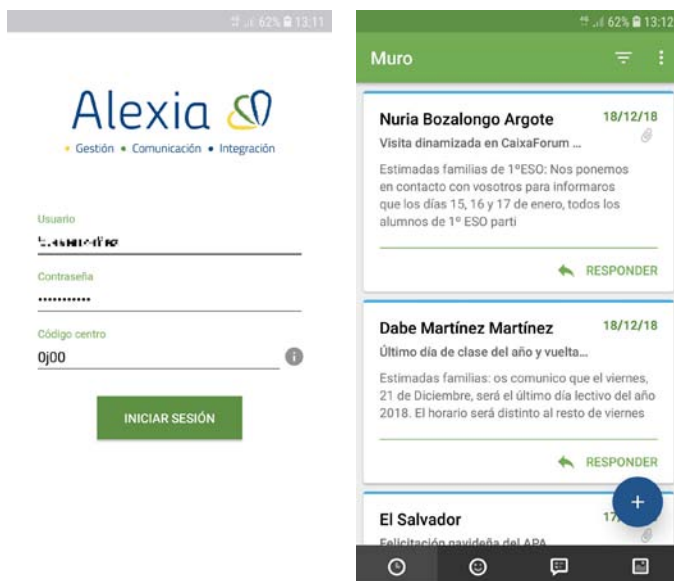 62% 13:11
Alexia
Gestión • Comunicación • Integración
Usuario
Contraseña
Código centro
0j00
INICIAR SESIÓN
62% 13:12
Muro
Nuria Bozalongo Argote 18/12/18
Visita dinamizada en CaixaForum ...
Estimadas familias de 1ºESO: Nos ponemos
en contacto con vosotros para informaros
que los días 15, 16 y 17 de enero, todos los
alumnos de 1º ESO parti
RESPONDER
Dabe Martínez Martínez 18/12/18
Último día de clase del año y vuelta...
Estimadas familias: os comunico que el viernes,
21 de Diciembre, será el último día lectivo del año
2018. El horario será distinto al resto de viernes
RESPONDER
El Salvador
Felicitación navideña del APA